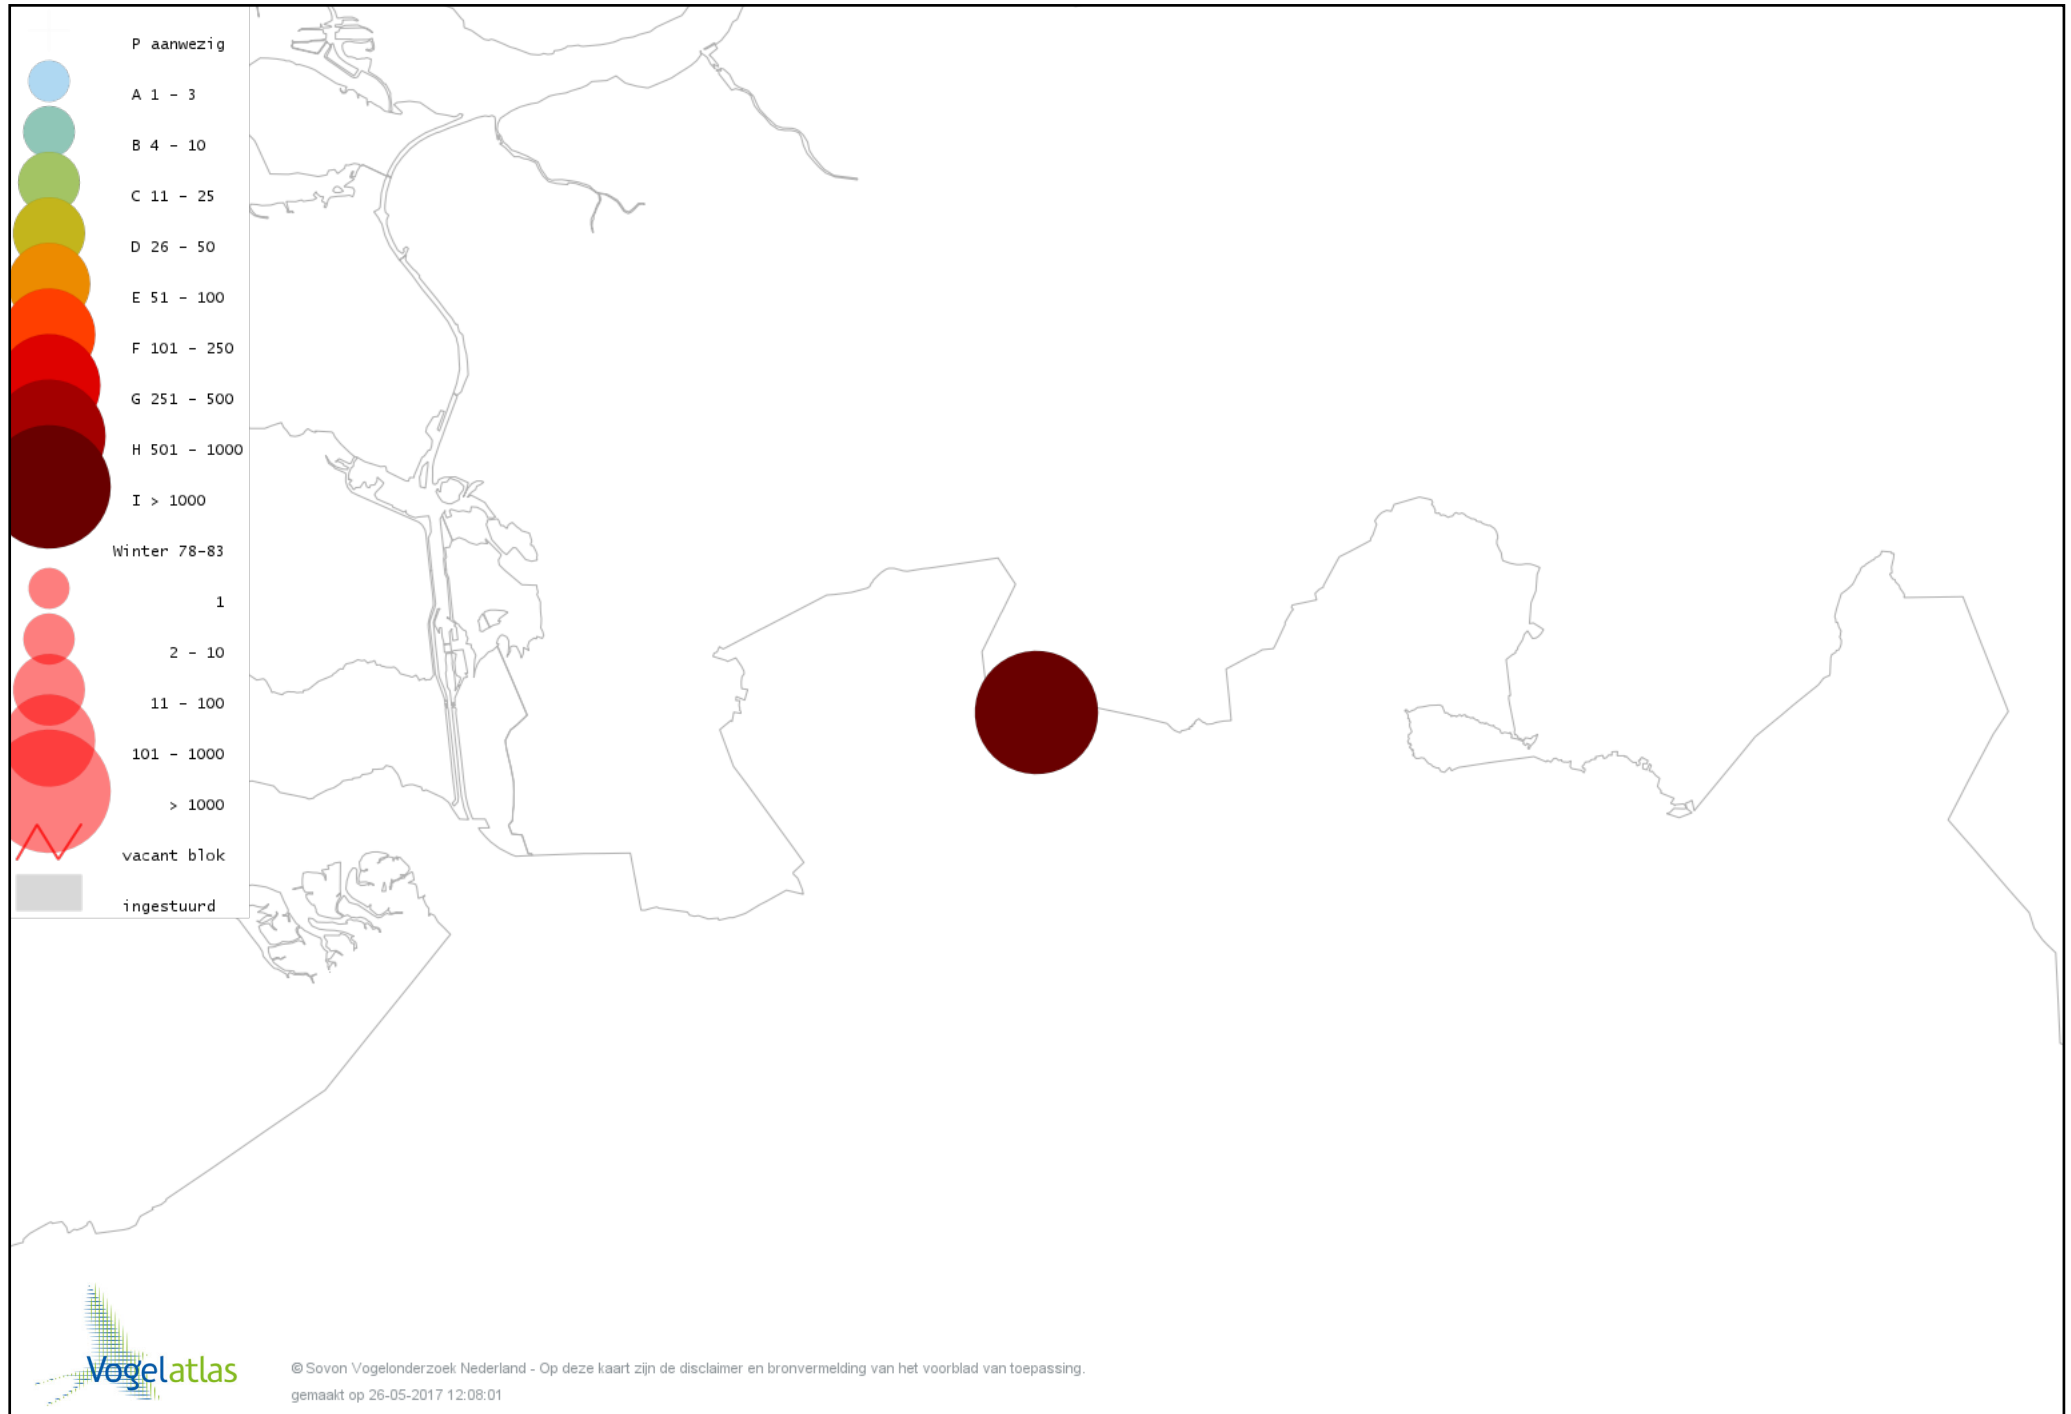 P aanwezig
A 1 - 3
B 4 - 10
C 11 - 25
D 26 - 50
E 51 - 100
F 101 - 250
G 251 - 500
H 501 - 1000
I > 1000
Winter 78-83
1
2 - 10
11 - 100
101 - 1000
> 1000
vacant blok
ingestuurd
Vogelatlas
© Sovon Vogelonderzoek Nederland - Op deze kaart zijn de disclaimer en bronvermelding van het voorblad van toepassing.
gemaakt op 26-05-2017 12:08:01